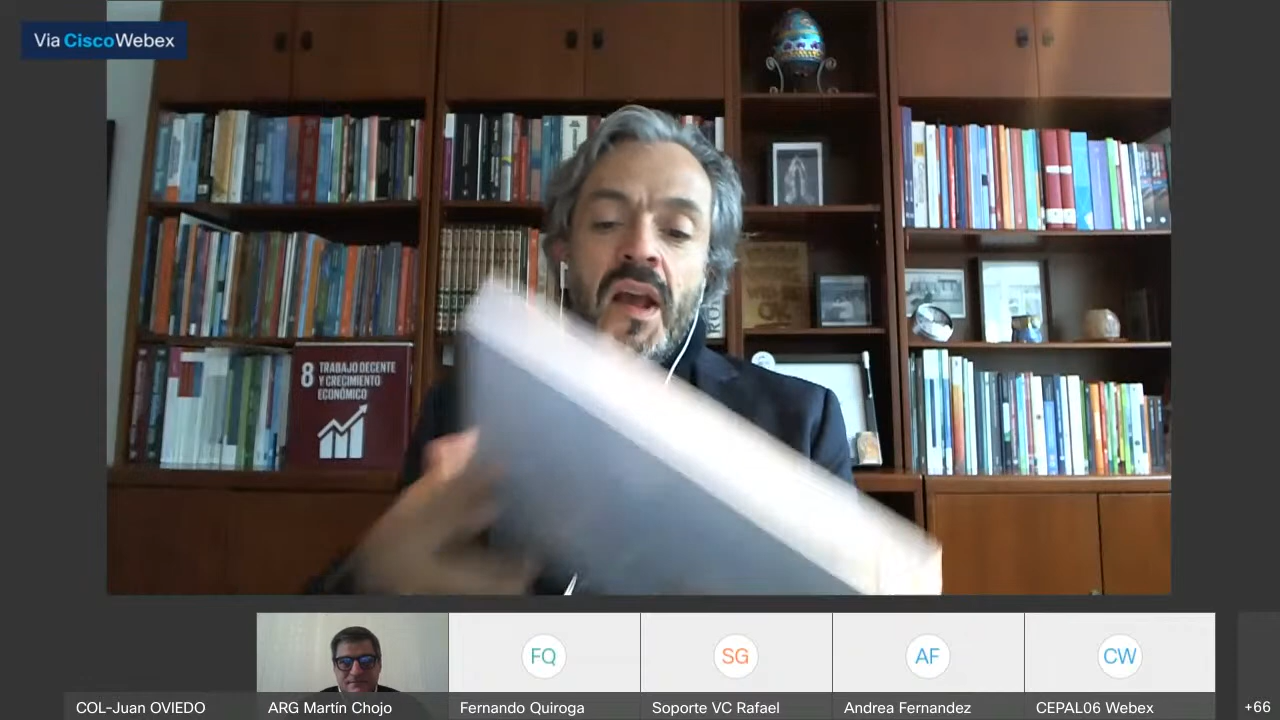 Via CiscoWebex
8 TRABAJO DECENTE
Y CRECIMIENTO
ECONÓMICO
FQ
SG
AF
CW
COL-Juan OVIEDO
ARG Martín Chojo
Fernando Quiroga
Soporte VC Rafael
Andrea Fernandez
CEPAL06 Webex
+66